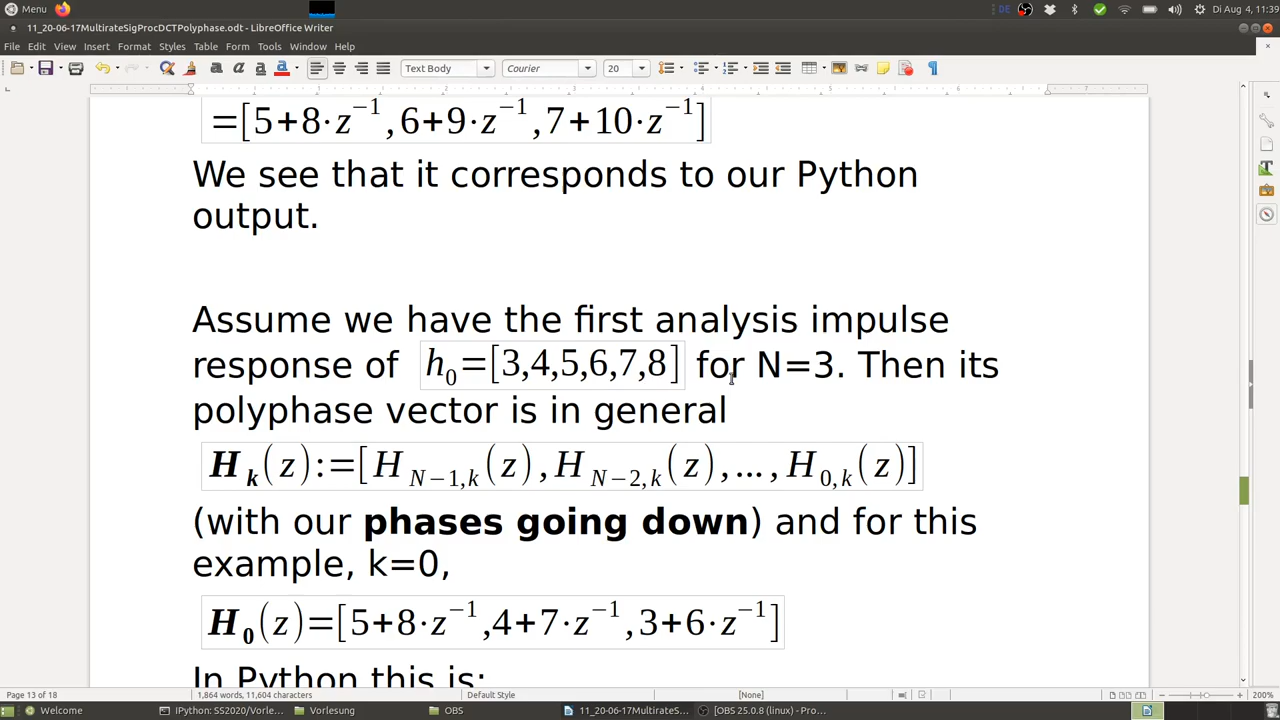 Menu
DE
Di Aug 4, 11:39
11_20-06-17MultirateSigProcDCTPolyphase.odt - LibreOffice Writer
File Edit View Insert Format Styles Table Form Tools Window Help
Text Body Courier 20
=[5+8·z⁻¹,6+9·z⁻¹,7+10·z⁻¹]
We see that it corresponds to our Python
output.
Assume we have the first analysis impulse
response of h₀=[3,4,5,6,7,8] for N=3. Then its
polyphase vector is in general
H_k(z):=[H_{N-1,k}(z),H_{N-2,k}(z),...,H_{0,k}(z)]
(with our phases going down) and for this
example, k=0,
H₀(z)=[5+8·z⁻¹,4+7·z⁻¹,3+6·z⁻¹]
In Python this is:
Page 13 of 18 1,864 words, 11,604 characters Default Style [None] 200%
Welcome IPython: SS2020/Vorle... Vorlesung OBS 11_20-06-17MultirateS... [OBS 25.0.8 (linux) - Pro...